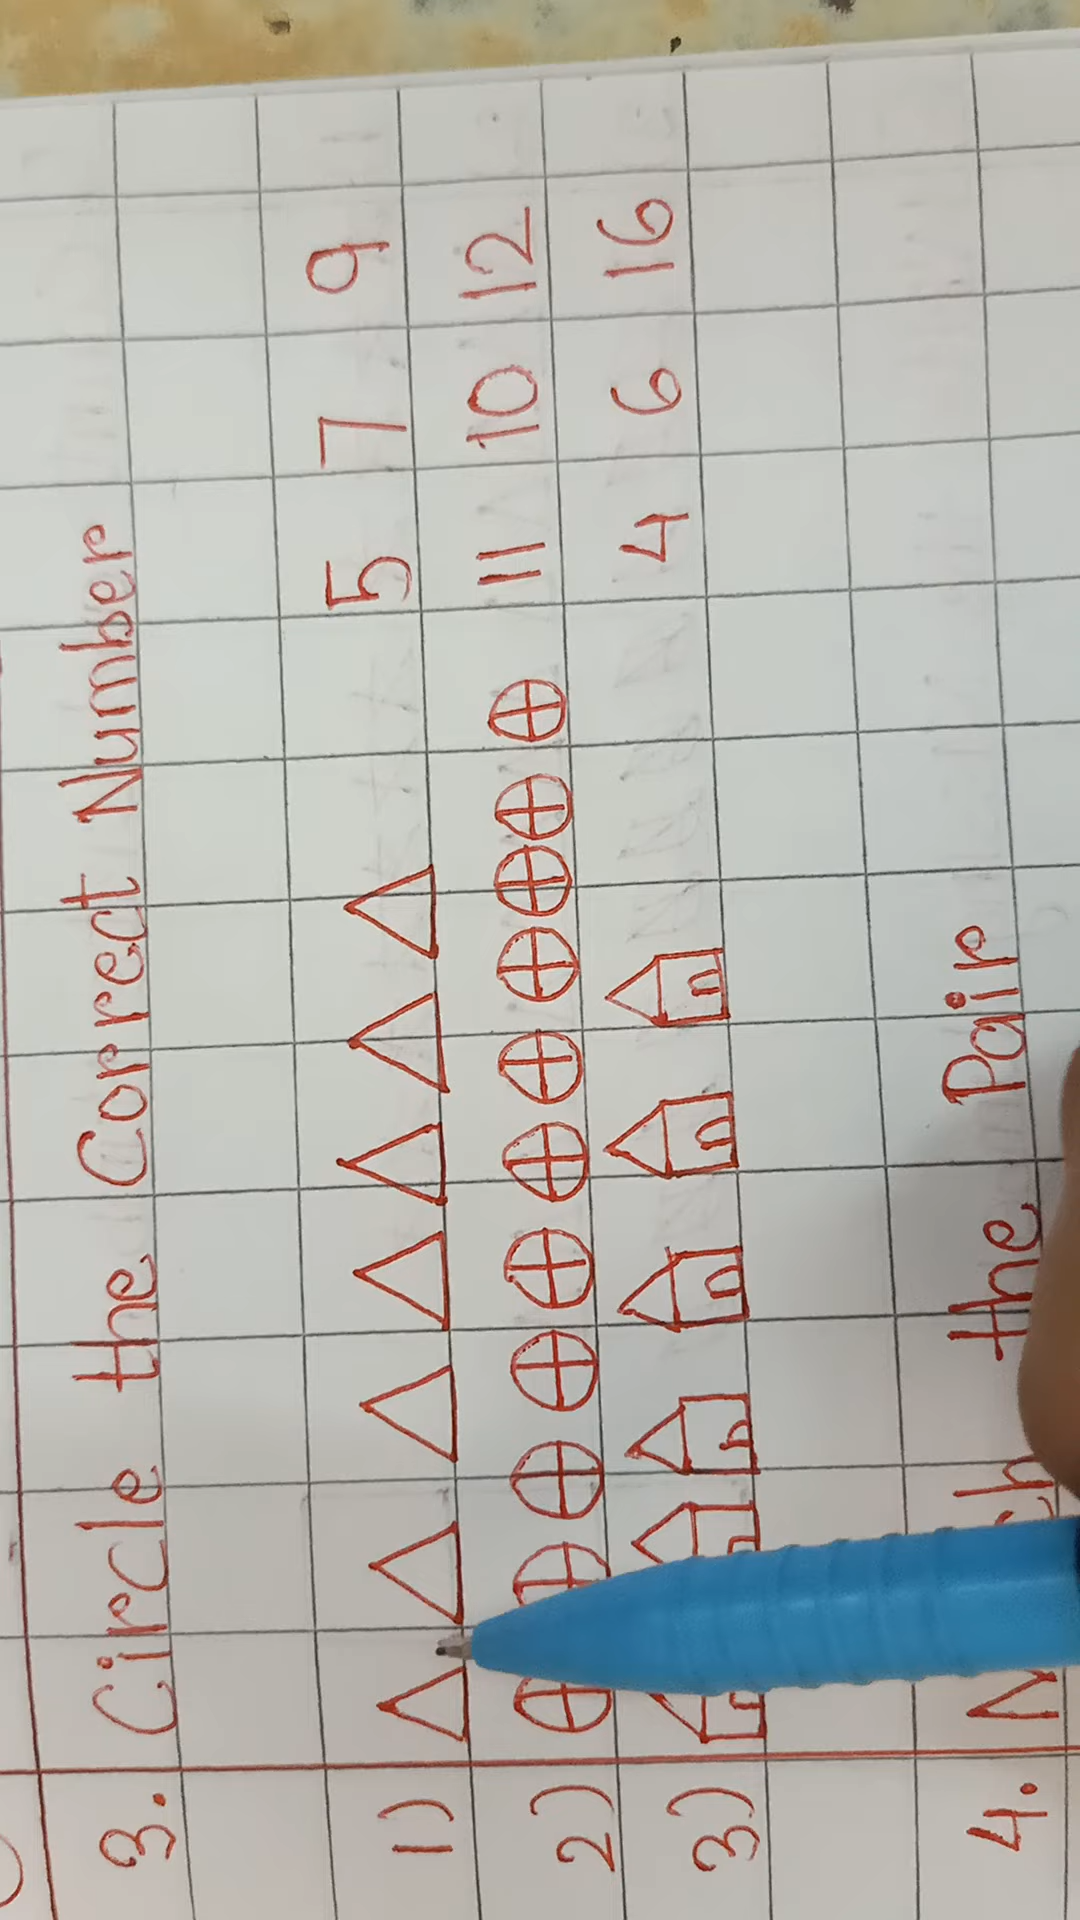 3. Circle the Correct Number
1) 5 7 9
2) 11 10 12
3) 4 6 16
4. the Pair